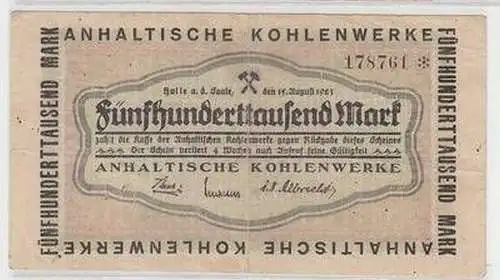 ANHALTISCHE KOHLENWERKE
178761 *
Halle a. d. Saale, den 15. August 1923
Fünfhunderttausend Mark
zahlt die Kasse der Anhaltischen Kohlenwerke gegen Rückgabe dieses Scheines
Der Schein verliert 4 Wochen nach Aufruf seine Gültigkeit
ANHALTISCHE KOHLENWERKE
FÜNFHUNDERTTAUSEND MARK
FÜNFHUNDERTTAUSEND MARK
ANHALTISCHE KOHLENWERKE